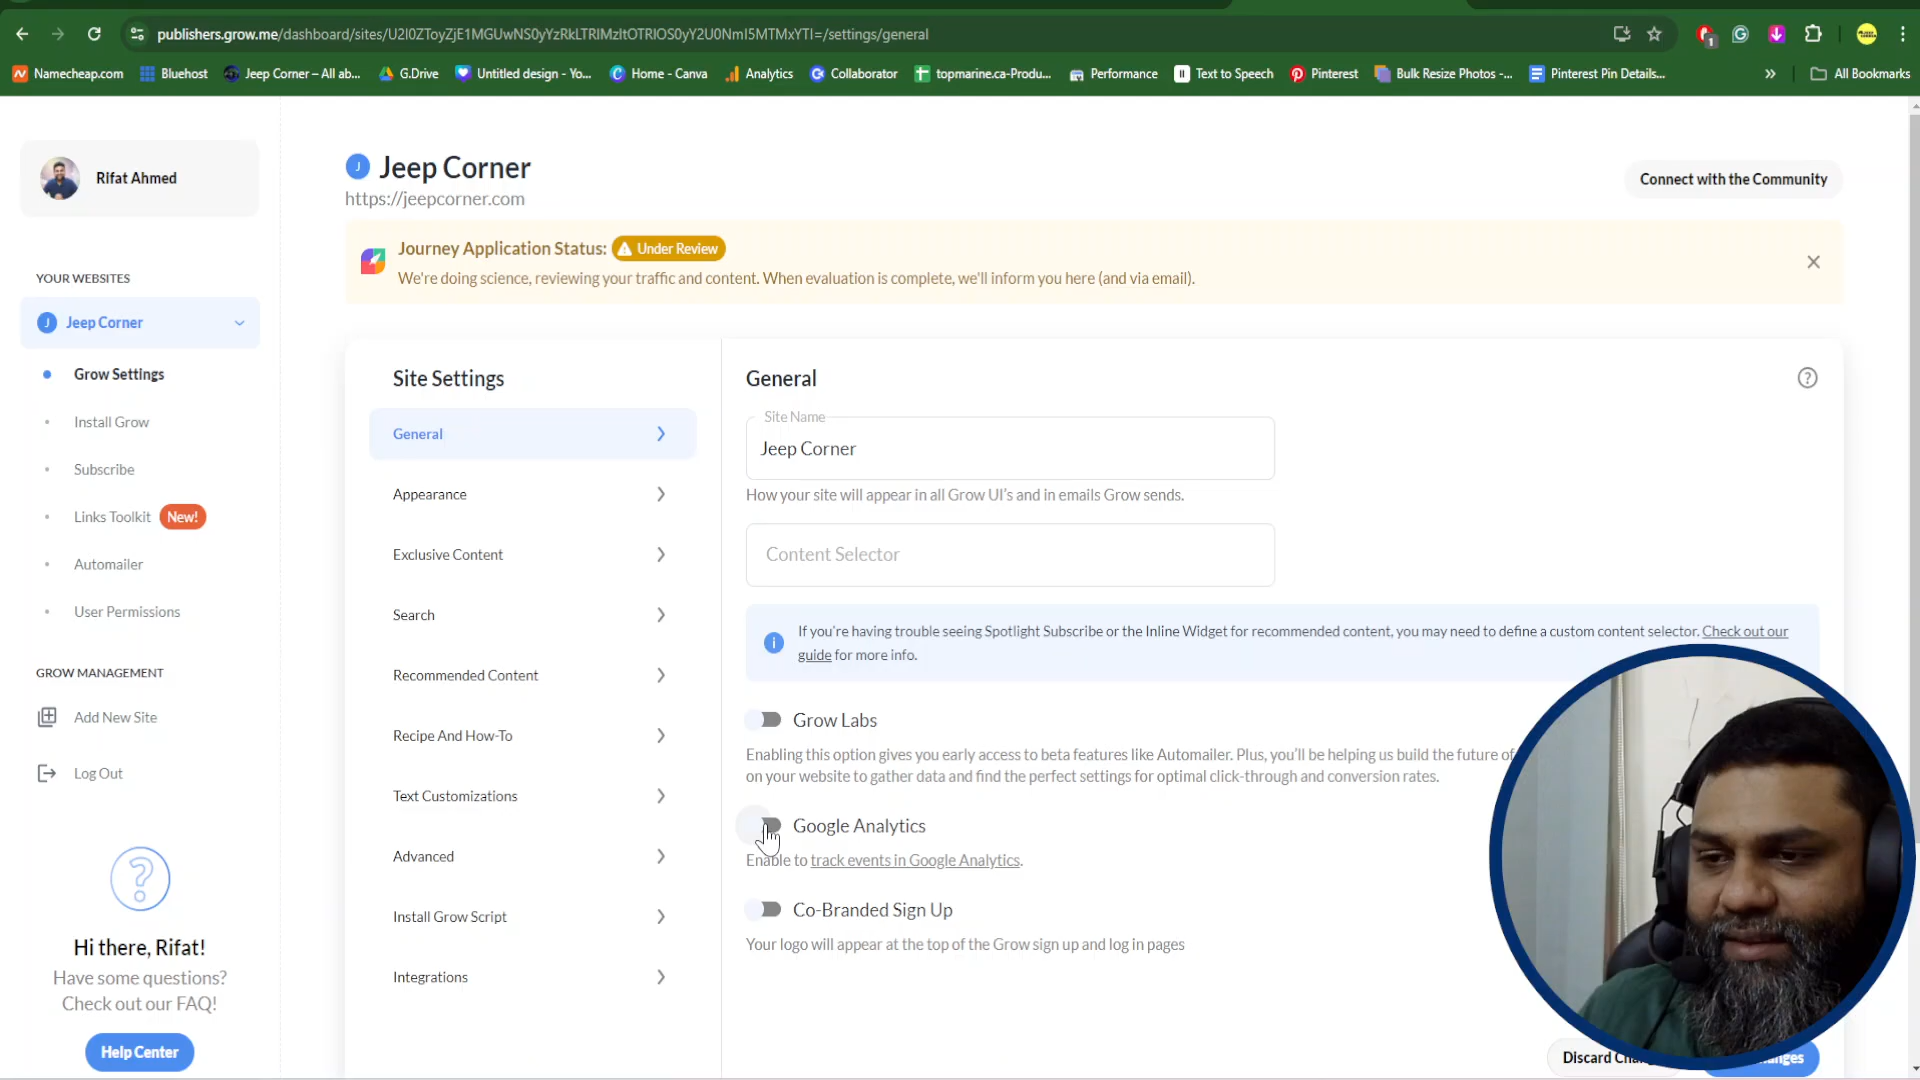 publishers.grow.me/dashboard/sites/U2l0ZToyZjE1MGUwNS0yYzRkLTRlMzItOTRlOS0yY2U0NmI5MTMxYTI=/settings/general
1
Namecheap.com
Bluehost
Jeep Corner – All ab...
G.Drive
Untitled design - Yo...
Home - Canva
Analytics
Collaborator
topmarine.ca-Produ...
Performance
Text to Speech
Pinterest
Bulk Resize Photos -...
Pinterest Pin Details...
»
All Bookmarks
Rifat Ahmed
J Jeep Corner
https://jeepcorner.com
Connect with the Community
Journey Application Status: Under Review
We're doing science, reviewing your traffic and content. When evaluation is complete, we'll inform you here (and via email).
YOUR WEBSITES
J Jeep Corner
Grow Settings
Install Grow
Subscribe
Links Toolkit New!
Automailer
User Permissions
GROW MANAGEMENT
Add New Site
Log Out
?
Hi there, Rifat!
Have some questions?
Check out our FAQ!
Help Center
Site Settings
General
Appearance
Exclusive Content
Search
Recommended Content
Recipe And How-To
Text Customizations
Advanced
Install Grow Script
Integrations
General
?
Site Name
Jeep Corner
How your site will appear in all Grow UI's and in emails Grow sends.
Content Selector
i
If you're having trouble seeing Spotlight Subscribe or the Inline Widget for recommended content, you may need to define a custom content selector. Check out our
guide for more info.
Grow Labs
Enabling this option gives you early access to beta features like Automailer. Plus, you'll be helping us build the future of
on your website to gather data and find the perfect settings for optimal click-through and conversion rates.
Google Analytics
Enable to track events in Google Analytics.
Co-Branded Sign Up
Your logo will appear at the top of the Grow sign up and log in pages
Discard